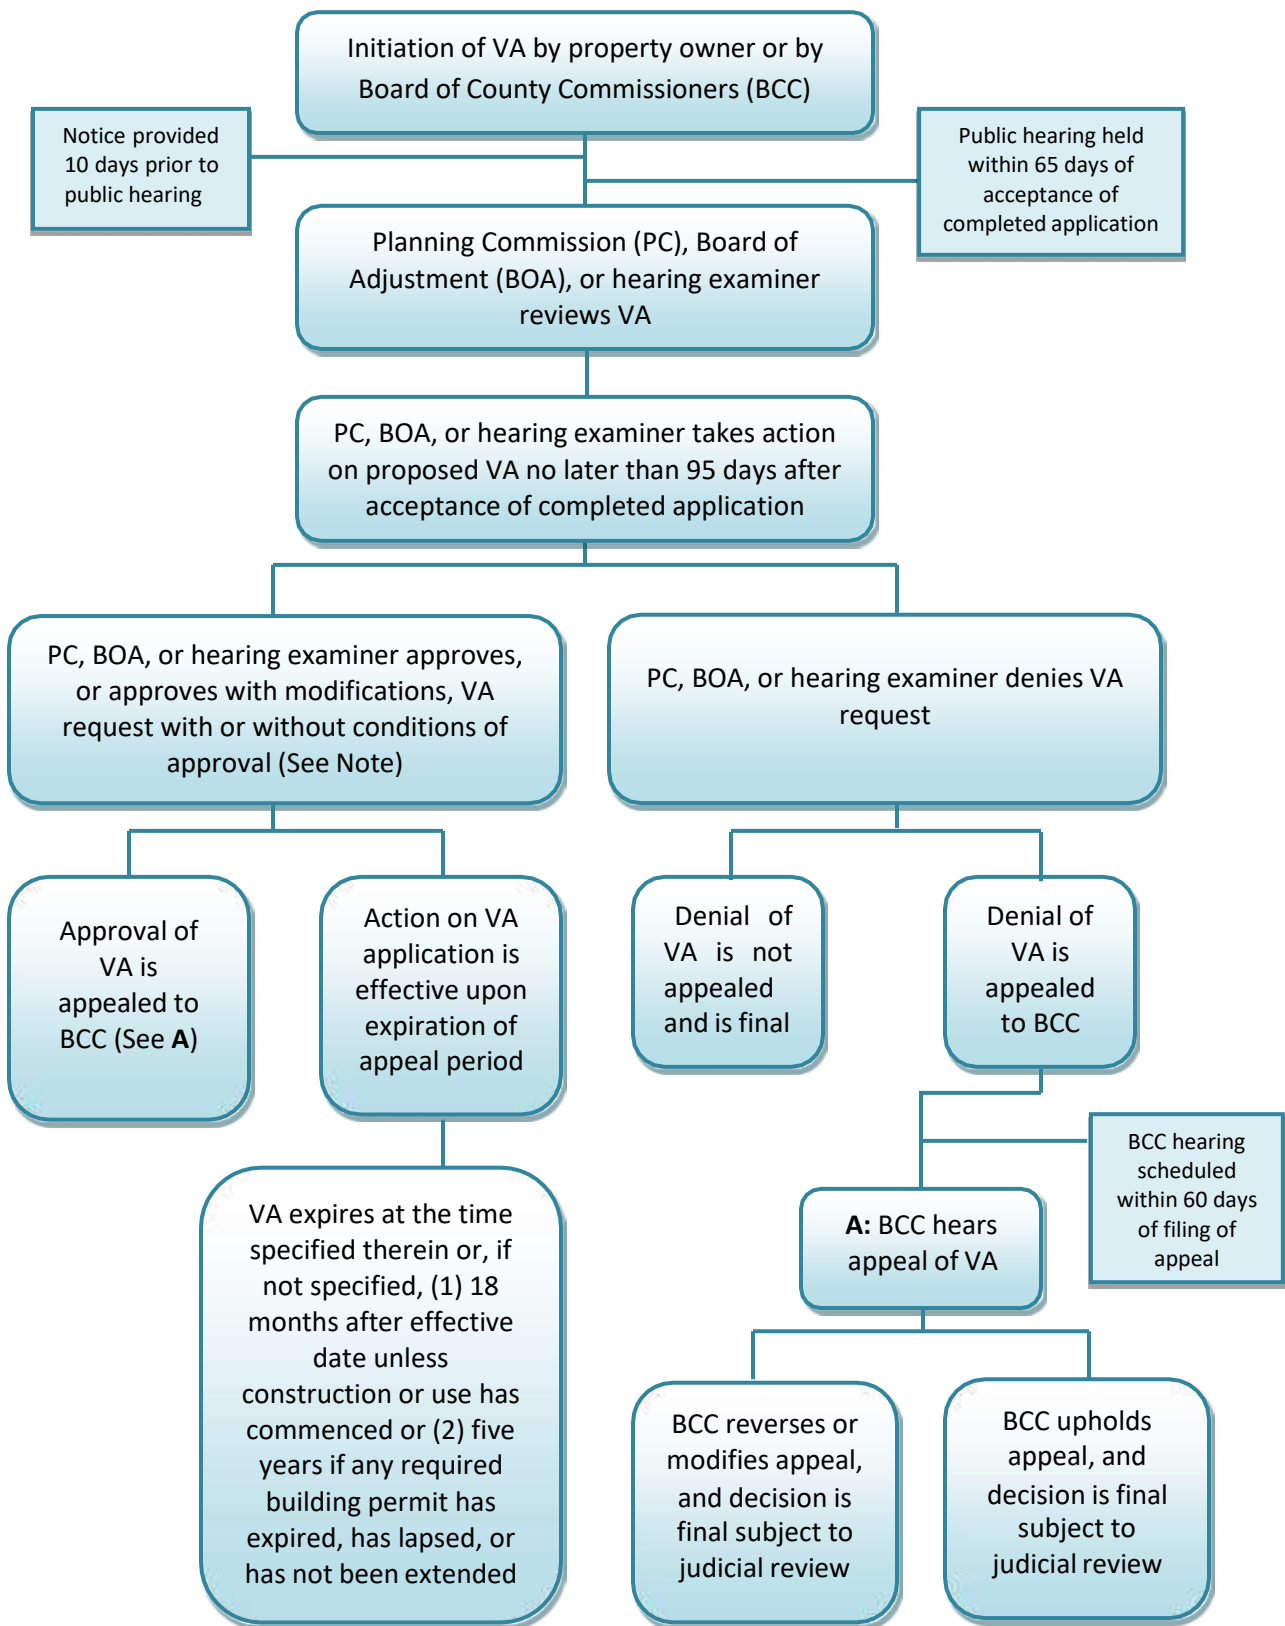 Initiation of VA by property owner or by
Board of County Commissioners (BCC)
Notice provided
10 days prior to
public hearing
Public hearing held
within 65 days of
acceptance of
completed application
Planning Commission (PC), Board of
Adjustment (BOA), or hearing examiner
reviews VA
PC, BOA, or hearing examiner takes action
on proposed VA no later than 95 days after
acceptance of completed application
PC, BOA, or hearing examiner approves,
or approves with modifications, VA
request with or without conditions of
approval (See Note)
PC, BOA, or hearing examiner denies VA
request
Approval of
VA is
appealed to
BCC (See A)
Action on VA
application is
effective upon
expiration of
appeal period
Denial of
VA is not
appealed
and is final
Denial of
VA is
appealed
to BCC
BCC hearing
scheduled
within 60 days
of filing of
appeal
VA expires at the time
specified therein or, if
not specified, (1) 18
months after effective
date unless
construction or use has
commenced or (2) five
years if any required
building permit has
expired, has lapsed, or
has not been extended
A: BCC hears
appeal of VA
BCC reverses or
modifies appeal,
and decision is
final subject to
judicial review
BCC upholds
appeal, and
decision is final
subject to
judicial review